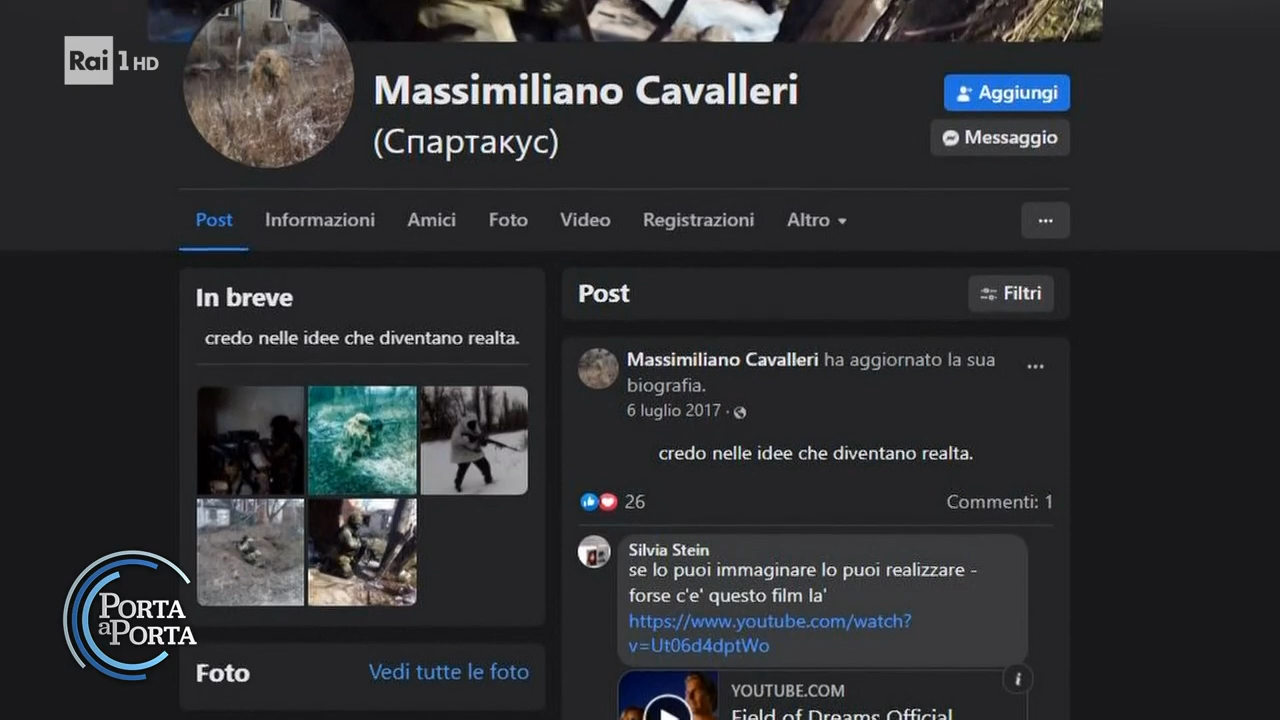 Rai 1 HD
Massimiliano Cavalleri
(Спартакус)
Aggiungi
Messaggio
Post Informazioni Amici Foto Video Registrazioni Altro
In breve
credo nelle idee che diventano realta.
Foto Vedi tutte le foto
Post
Filtri
Massimiliano Cavalleri ha aggiornato la sua
biografia.
6 luglio 2017 ·
credo nelle idee che diventano realta.
26 Commenti: 1
Silvia Stein
se lo puoi immaginare lo puoi realizzare -
forse c'e' questo film la'
https://www.youtube.com/watch?
v=Ut06d4dptWo
YOUTUBE.COM
Field of Dreams Official
PORTA
aPORTA